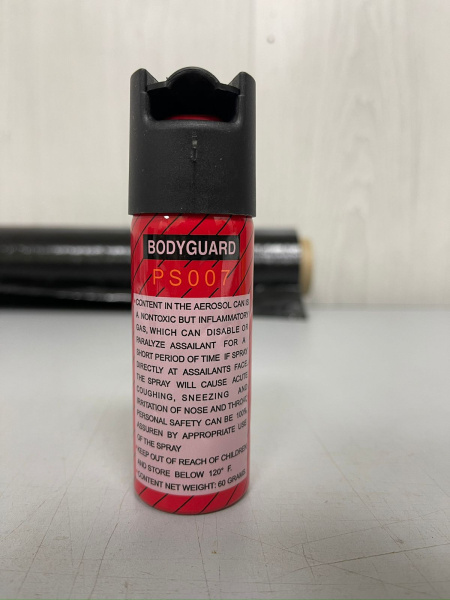 BODYGUARD
PS007
CONTENT IN THE AEROSOL CAN IS
A NONTOXIC BUT INFLAMMATORY
GAS, WHICH CAN DISABLE OR
PARALYZE ASSAILANT FOR A
SHORT PERIOD OF TIME IF SPRAY
DIRECTLY AT ASSAILANTS FACE.
THE SPRAY WILL CAUSE ACUTE
COUGHING, SNEEZING AND
IRRITATION OF NOSE AND THROAT.
PERSONAL SAFETY CAN BE 100%
ASSUREN BY APPROPRIATE USE
OF THE SPRAY
KEEP OUT OF REACH OF CHILDREN
AND STORE BELOW 120° F.
CONTENT NET WEIGHT: 60 GRAMS